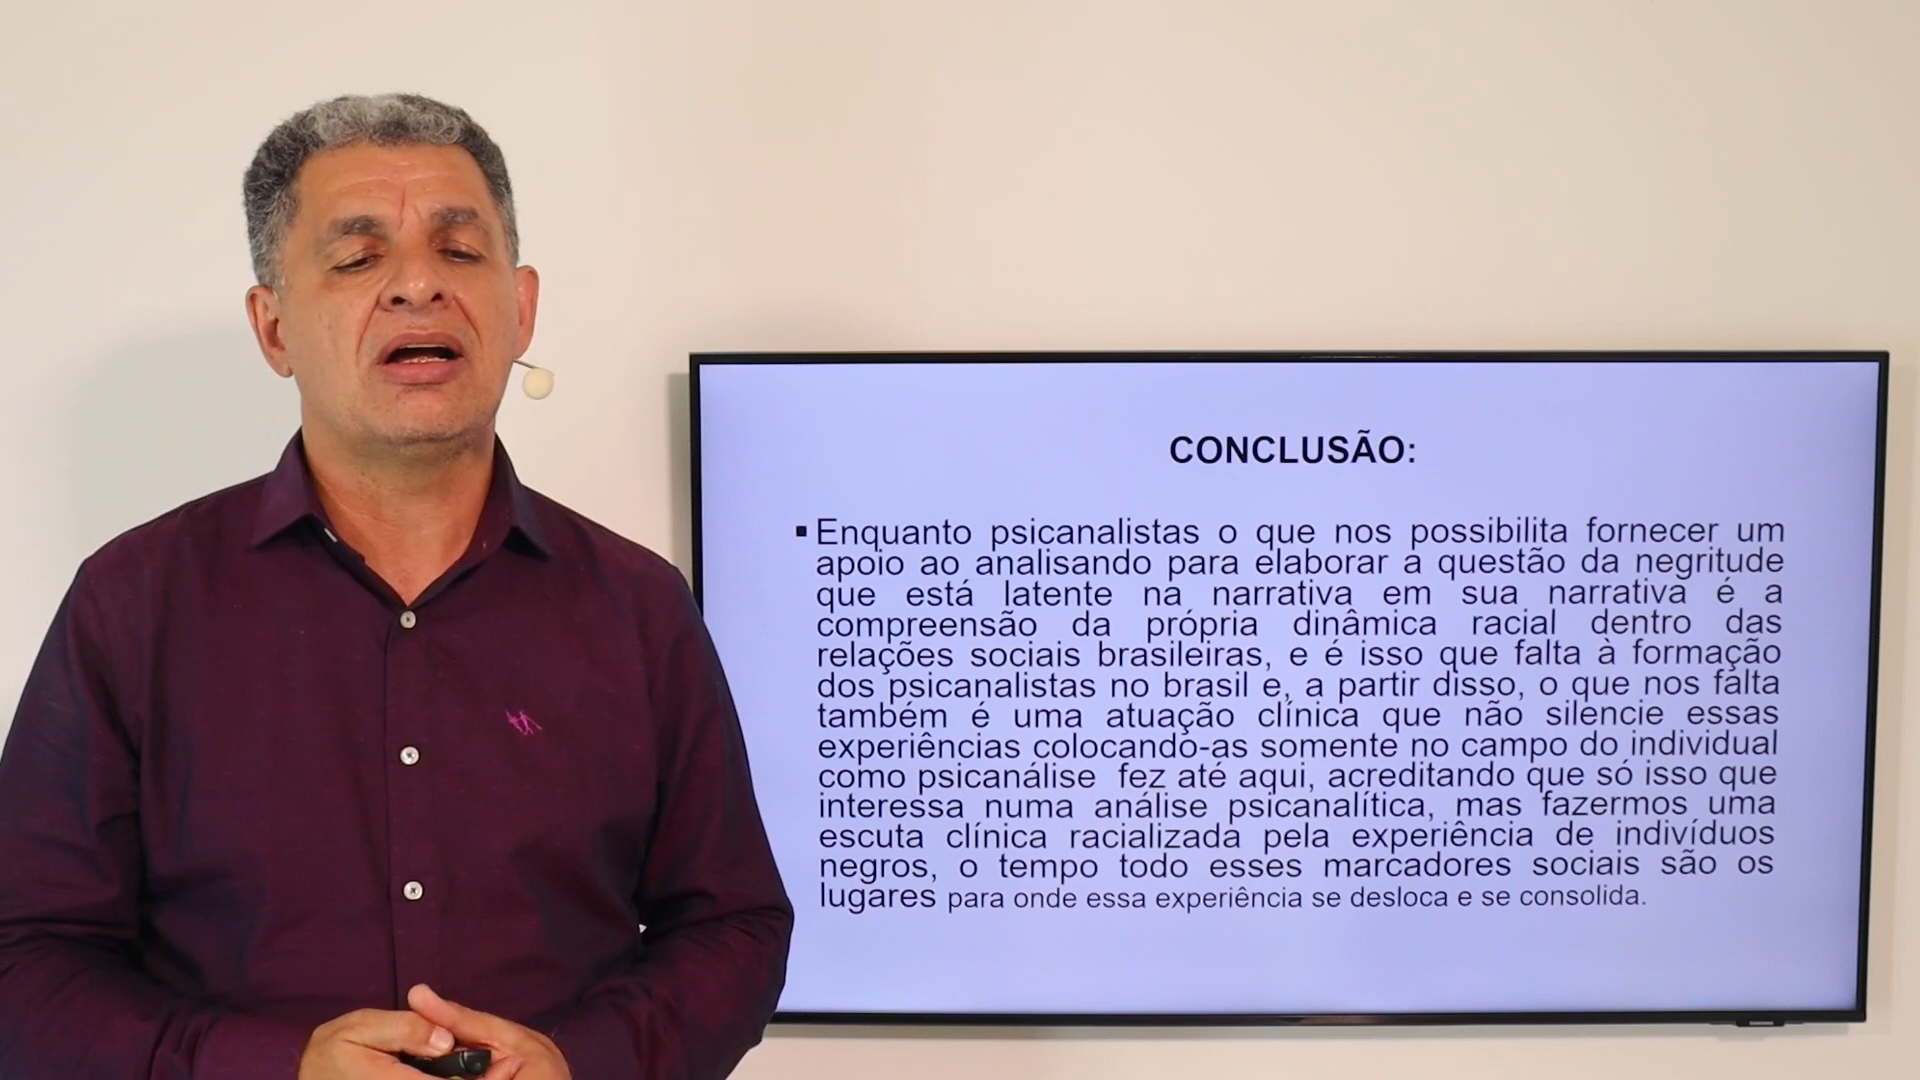 CONCLUSÃO:
▪ Enquanto psicanalistas o que nos possibilita fornecer um
apoio ao analisando para elaborar a questão da negritude
que está latente na narrativa em sua narrativa é a
compreensão da própria dinâmica racial dentro das
relações sociais brasileiras, e é isso que falta à formação
dos psicanalistas no brasil e, a partir disso, o que nos falta
também é uma atuação clínica que não silencie essas
experiências colocando-as somente no campo do individual
como psicanálise fez até aqui, acreditando que só isso que
interessa numa análise psicanalítica, mas fazermos uma
escuta clínica racializada pela experiência de indivíduos
negros, o tempo todo esses marcadores sociais são os
lugares para onde essa experiência se desloca e se consolida.